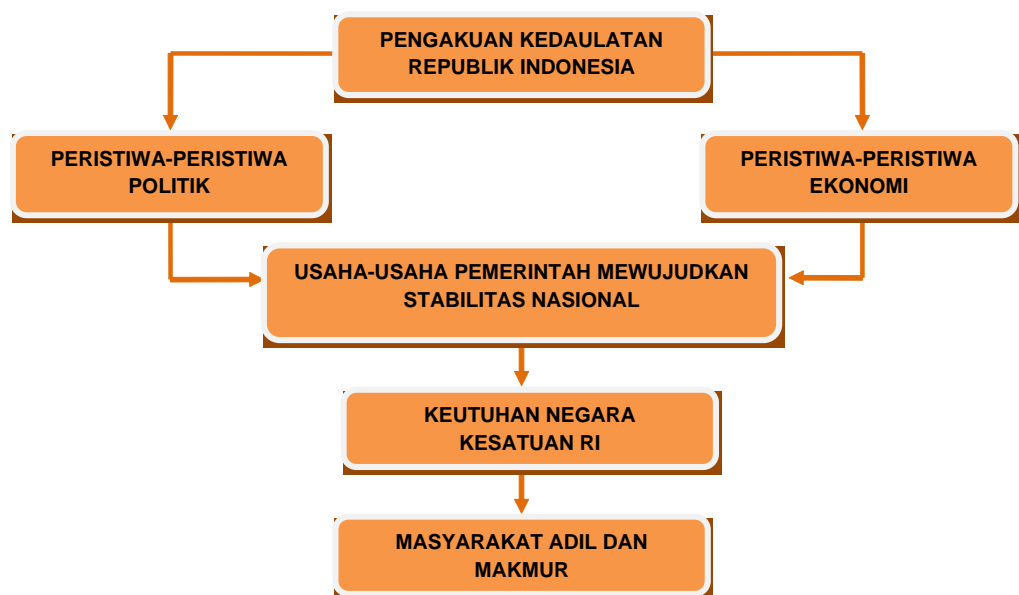 PENGAKUAN KEDAULATAN
REPUBLIK INDONESIA
PERISTIWA-PERISTIWA
POLITIK
PERISTIWA-PERISTIWA
EKONOMI
USAHA-USAHA PEMERINTAH MEWUJUDKAN
STABILITAS NASIONAL
KEUTUHAN NEGARA
KESATUAN RI
MASYARAKAT ADIL DAN
MAKMUR